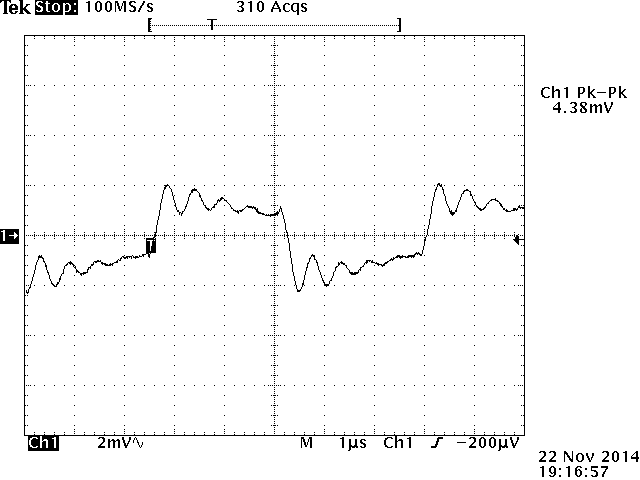 Tek Stop: 100MS/s 310 Acqs
T
Ch1 Pk-Pk
4.38mV
1→
T
Ch1 2mV∿ M 1µs Ch1 ƒ -200µV
22 Nov 2014
19:16:57